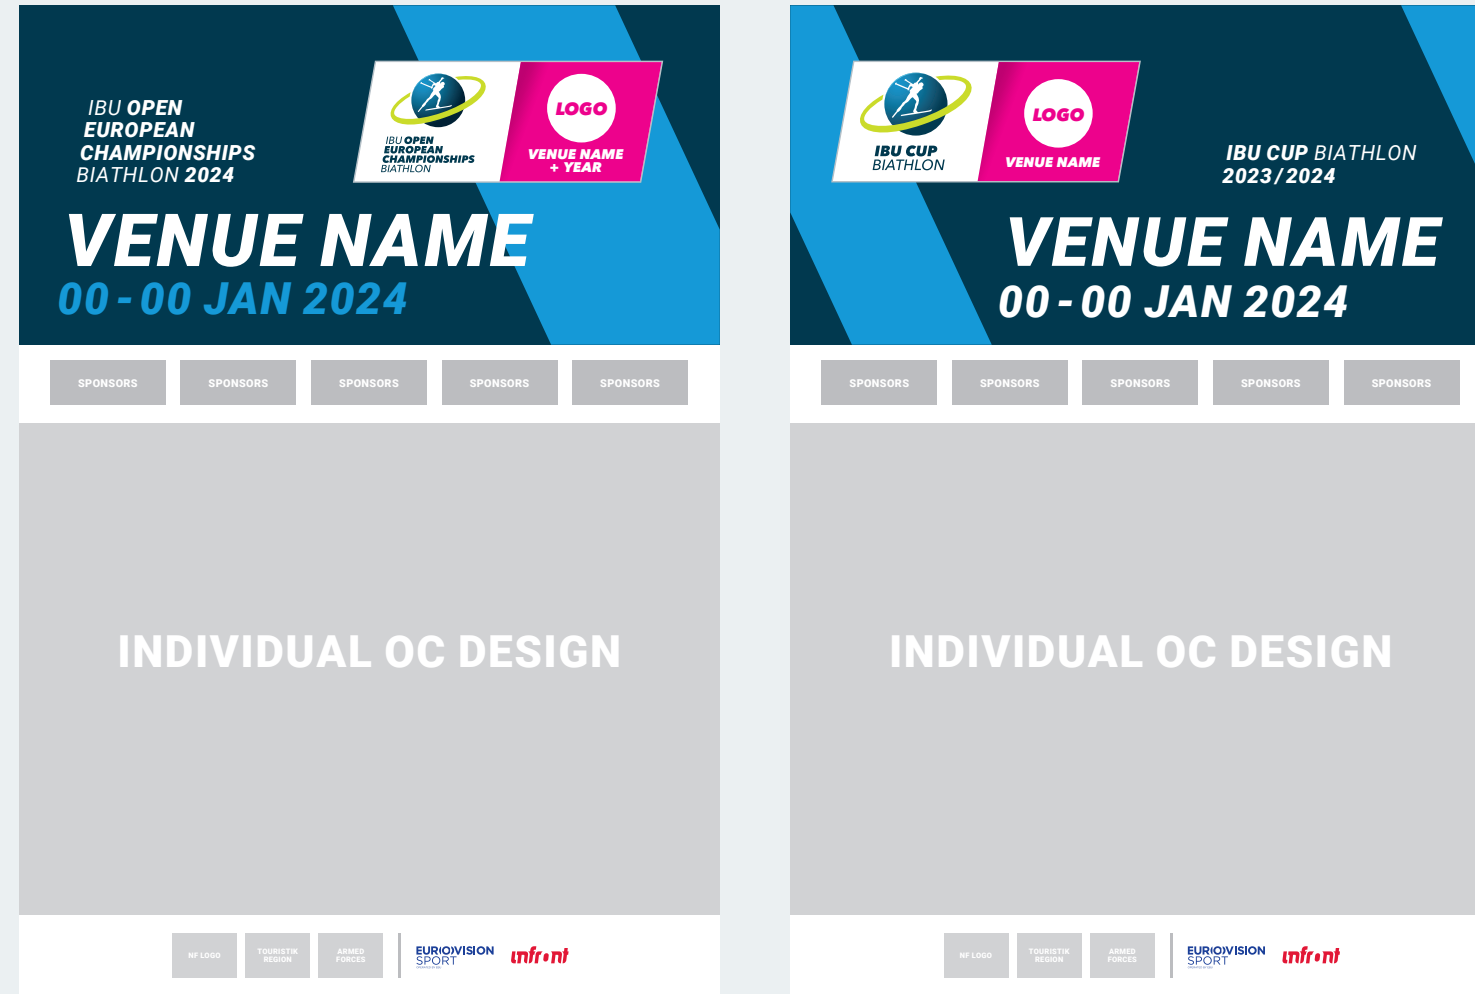 IBU OPEN
EUROPEAN
CHAMPIONSHIPS
BIATHLON 2024
IBU OPEN
EUROPEAN
CHAMPIONSHIPS
BIATHLON
LOGO
VENUE NAME
+ YEAR
VENUE NAME
00-00 JAN 2024
SPONSORS SPONSORS SPONSORS SPONSORS SPONSORS
INDIVIDUAL OC DESIGN
NF LOGO
TOURISTIK
REGION
ARMED
FORCES
EUROVISION
SPORT
infront
IBU CUP
BIATHLON
LOGO
VENUE NAME
IBU CUP BIATHLON
2023/2024
VENUE NAME
00-00 JAN 2024
SPONSORS SPONSORS SPONSORS SPONSORS SPONSORS
INDIVIDUAL OC DESIGN
NF LOGO
TOURISTIK
REGION
ARMED
FORCES
EUROVISION
SPORT
infront